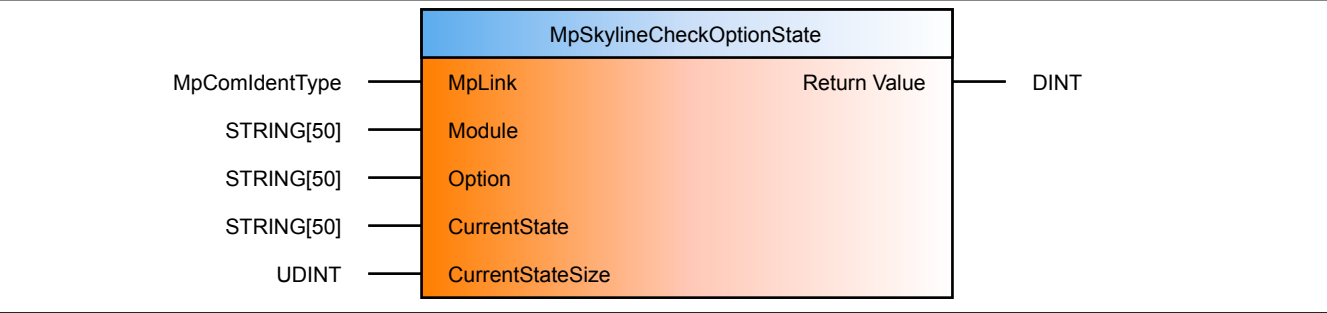 MpSkylineCheckOptionState
MpComIdentType MpLink Return Value DINT
STRING[50] Module
STRING[50] Option
STRING[50] CurrentState
UDINT CurrentStateSize